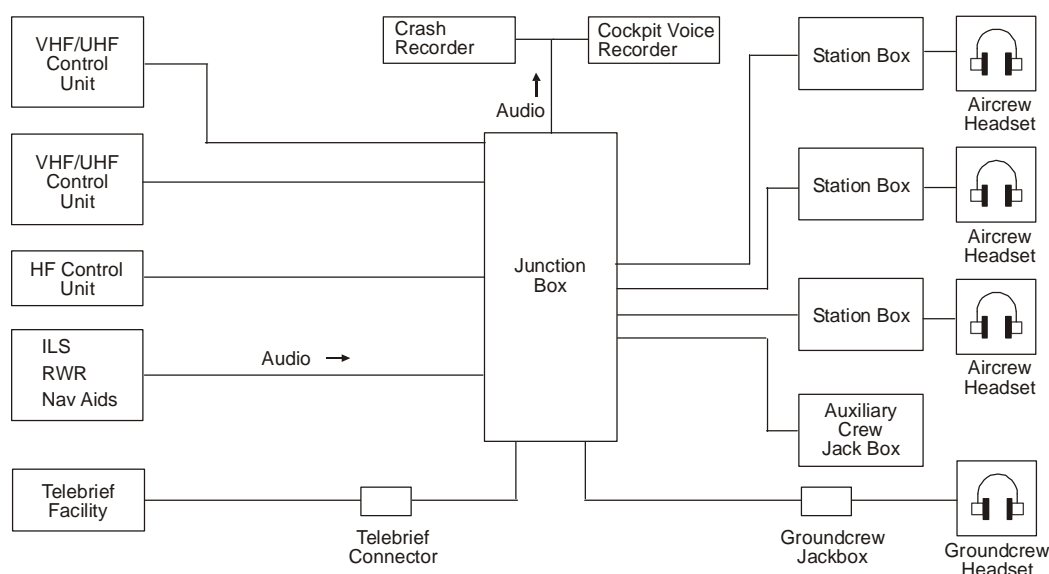 VHF/UHF
Control
Unit
Crash
Recorder
Cockpit Voice
Recorder
Audio
Station Box
Aircrew
Headset
VHF/UHF
Control
Unit
Station Box
Aircrew
Headset
HF Control
Unit
Junction
Box
Station Box
Aircrew
Headset
ILS
RWR
Nav Aids
Audio
Auxiliary
Crew
Jack Box
Telebrief
Facility
Telebrief
Connector
Groundcrew
Jackbox
Groundcrew
Headset